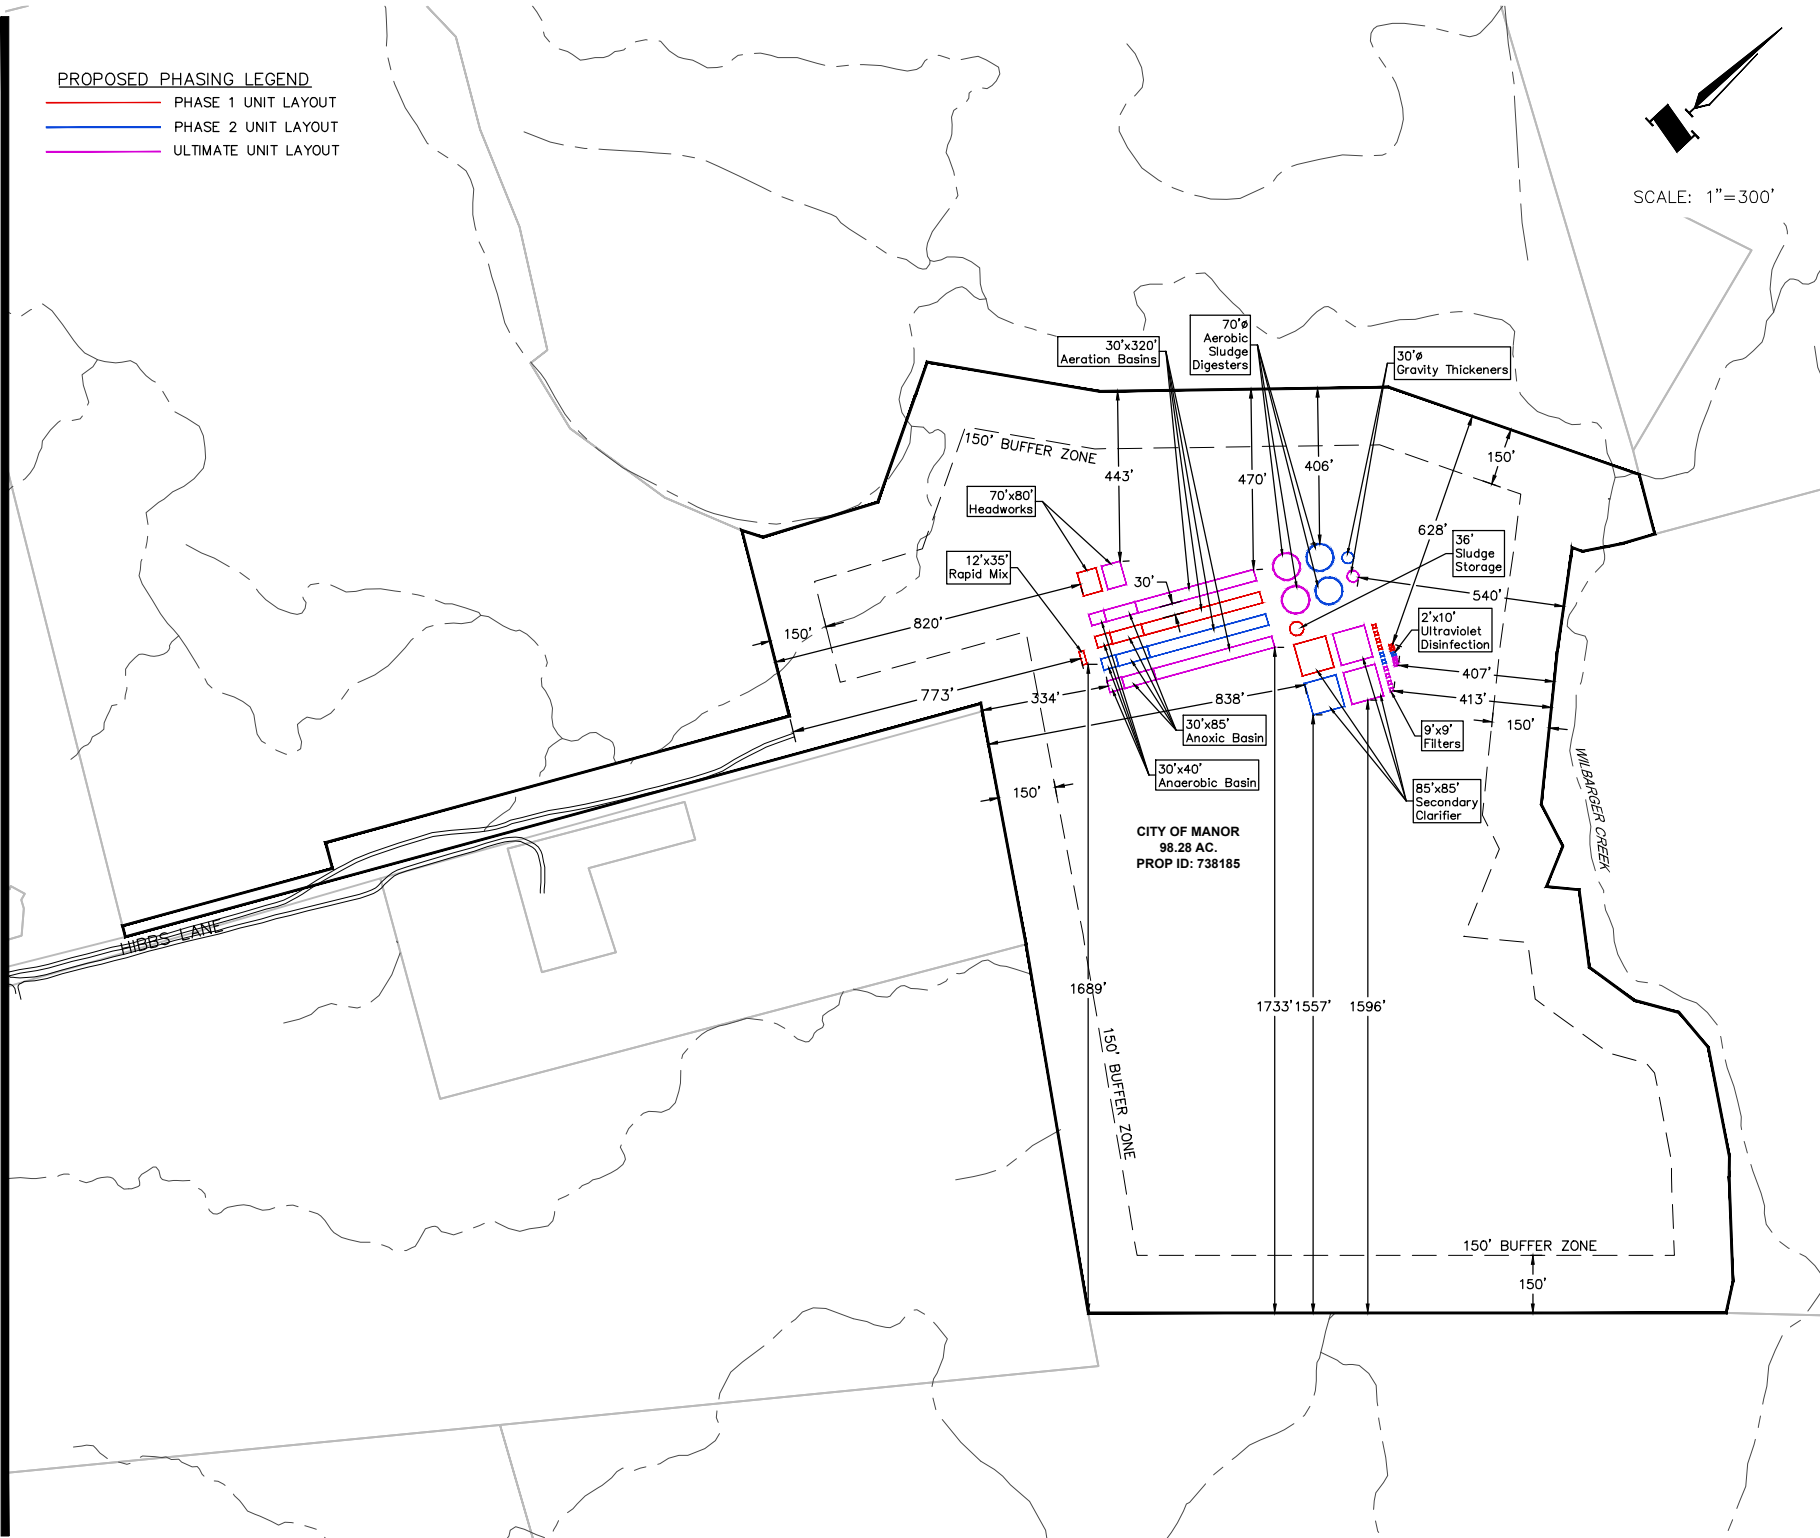 PROPOSED PHASING LEGEND
PHASE 1 UNIT LAYOUT
PHASE 2 UNIT LAYOUT
ULTIMATE UNIT LAYOUT
SCALE: 1"=300'
70'ø
Aerobic
Sludge
Digesters
30'x320'
Aeration Basins
30'ø
Gravity Thickeners
150' BUFFER ZONE
443'
470'
406'
150'
70'x80'
Headworks
628'
36'
Sludge
Storage
12'x35'
Rapid Mix
30'
540'
820'
150'
2'x10'
Ultraviolet
Disinfection
407'
773'
334'
838'
413'
150'
30'x85'
Anoxic Basin
9'x9'
Filters
30'x40'
Anaerobic Basin
150'
85'x85'
Secondary
Clarifier
WILBARGER CREEK
CITY OF MANOR
98.28 AC.
PROP ID: 738185
HIBBS LANE
1689'
1733'
1557'
1596'
150' BUFFER ZONE
150' BUFFER ZONE
150'